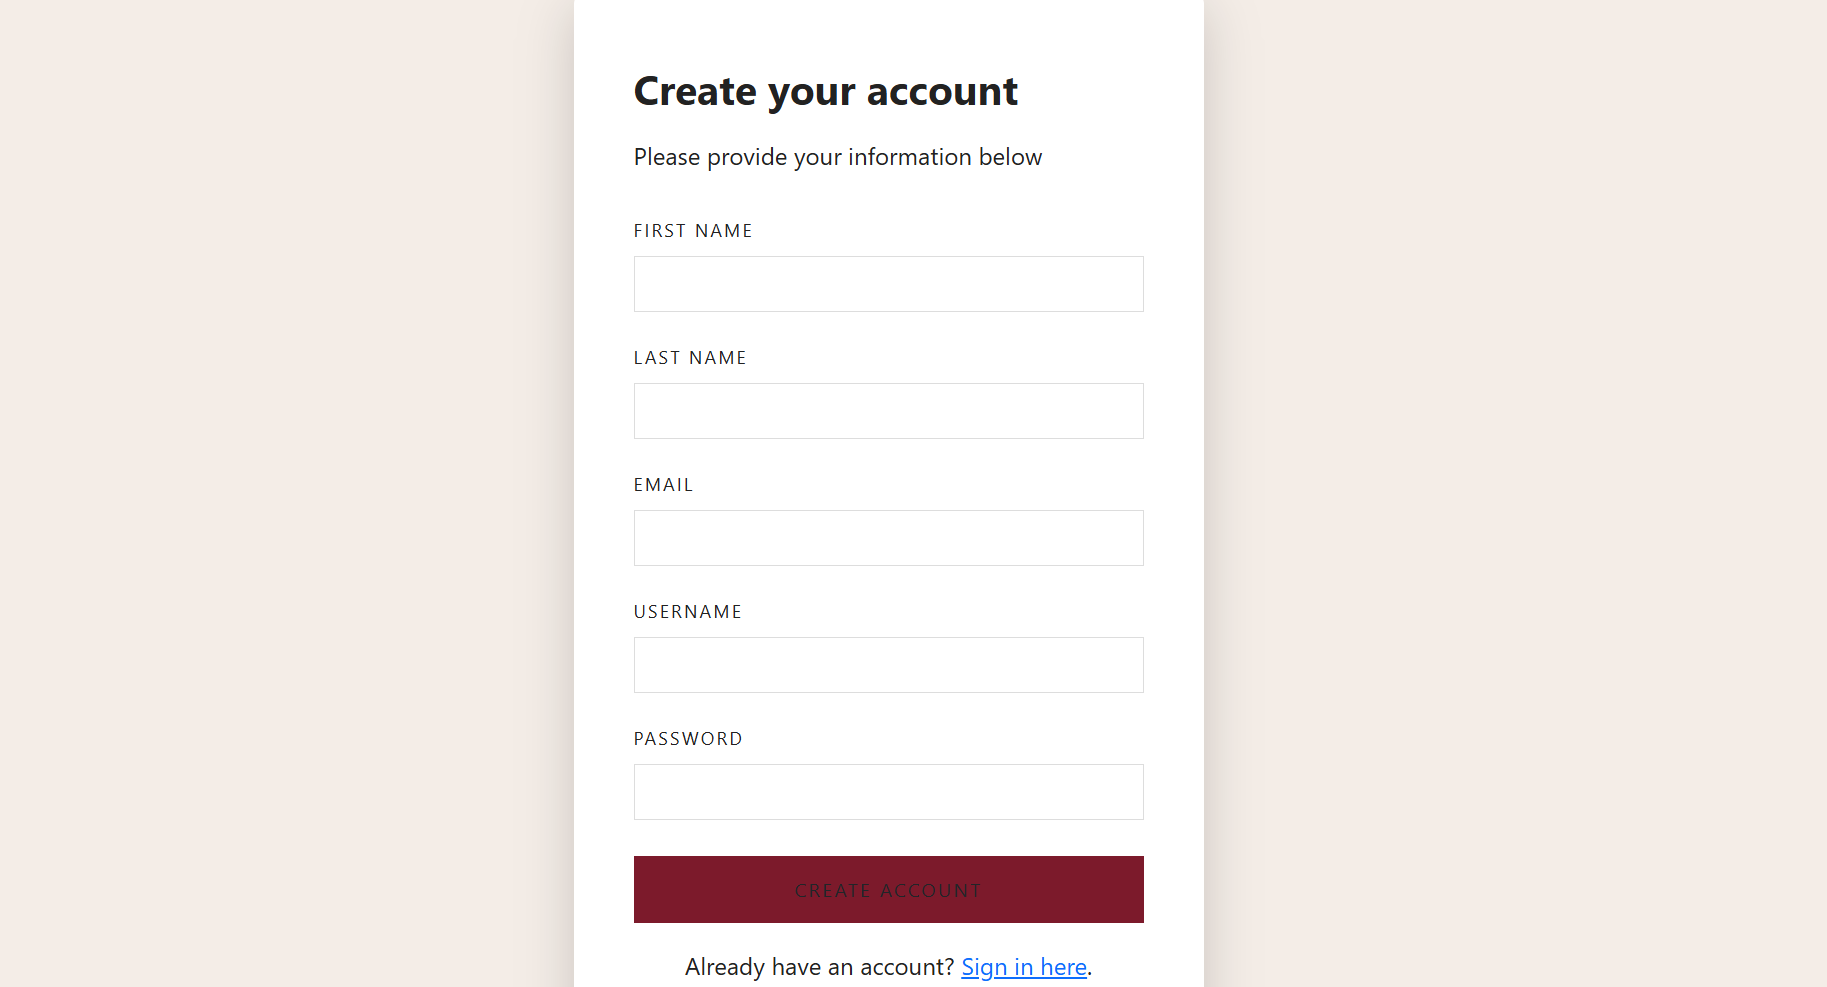 Create your account
Please provide your information below
FIRST NAME
LAST NAME
EMAIL
USERNAME
PASSWORD
CREATE ACCOUNT
Already have an account? Sign in here.